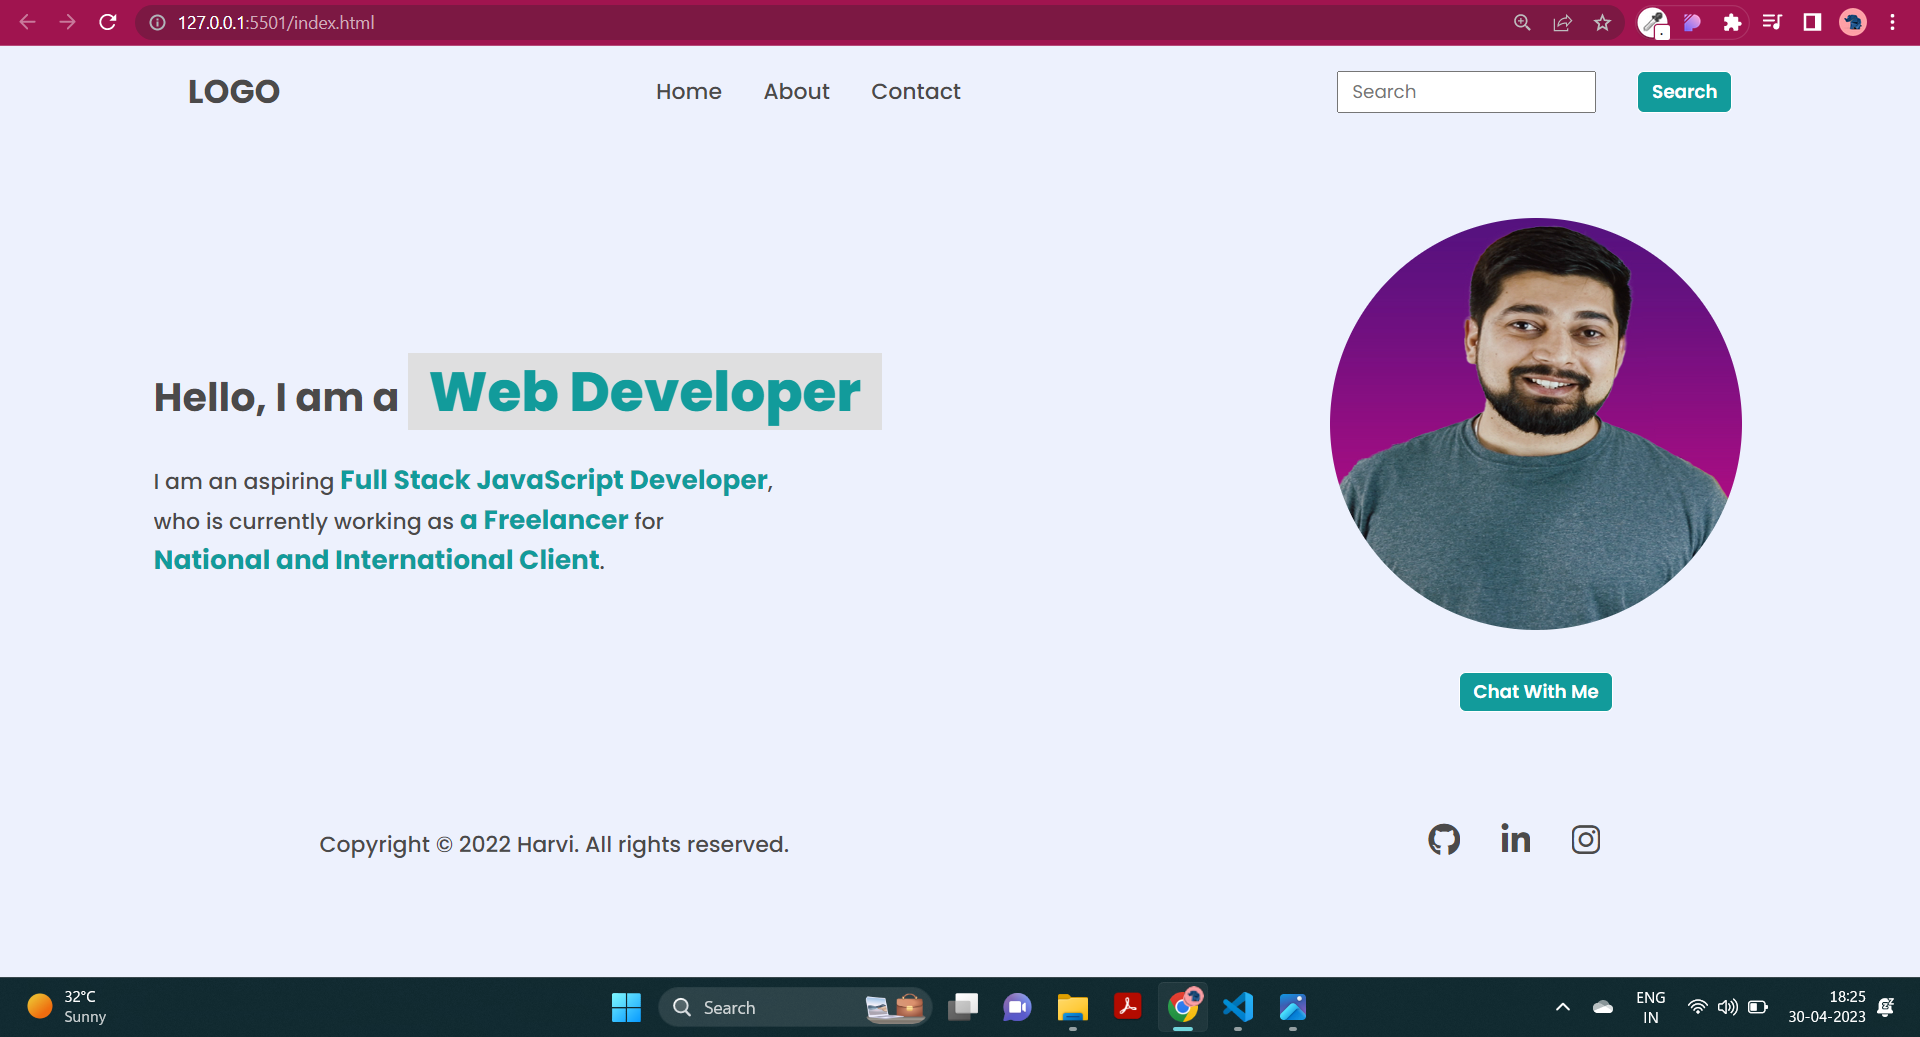 127.0.0.1:5501/index.html
LOGO
Home About Contact
Search
Search
Hello, I am a Web Developer
I am an aspiring Full Stack JavaScript Developer,
who is currently working as a Freelancer for
National and International Client.
Chat With Me
Copyright © 2022 Harvi. All rights reserved.
32°C
Sunny
Search
ENG
IN
18:25
30-04-2023